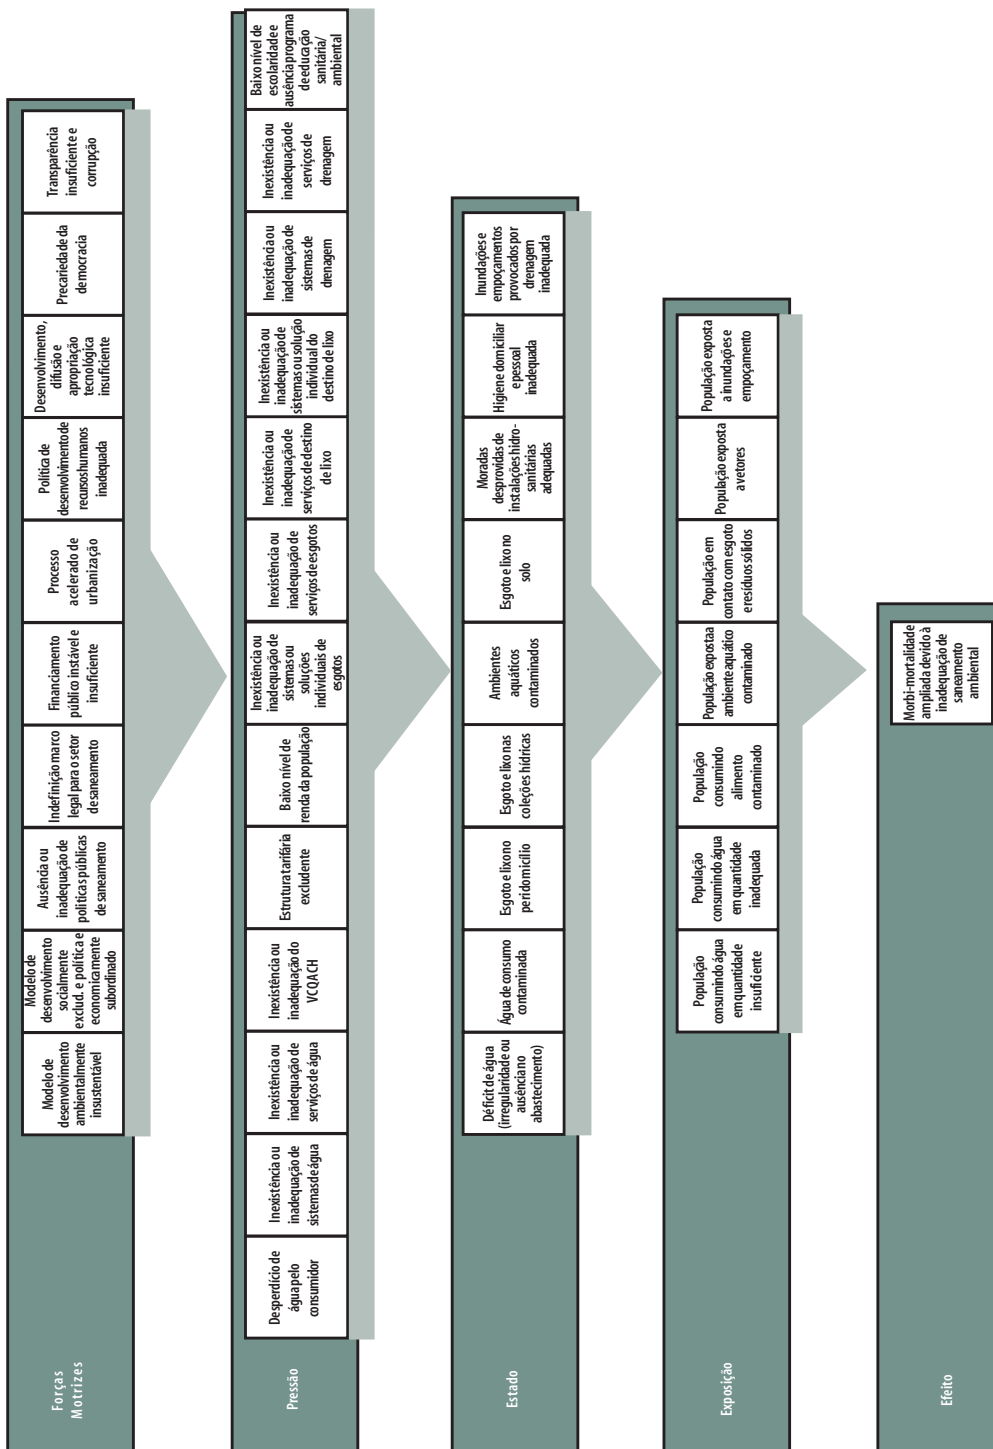 Forças
Motrizes
Modelo de
desenvolvimento
ambientalmente
insustentável
Modelo de
desenvolvimento
socialmente
exclud. e política e
economicamente
subordinado
Ausência ou
inadequação de
políticas públicas
de saneamento
Indefinição marco
legal para o setor
de saneamento
Financiamento
público instável e
insuficiente
Processo
acelerado de
urbanização
Política de
desenvolvimento de
recursos humanos
inadequada
Desenvolvimento,
difusão e
apropriação
tecnológica
insuficiente
Precariedade da
democracia
Transparência
insuficiente e
corrupção
Pressão
Desperdício de
água pelo
consumidor
Inexistência ou
inadequação de
sistemas de água
Inexistência ou
inadequação de
serviços de água
Inexistência ou
inadequação do
VCQACH
Estrutura tarifária
excludente
Baixo nível de
renda da população
Inexistência ou
inadequação de
sistemas ou
soluções
individuais de
esgotos
Inexistência ou
inadequação de
serviços de esgotos
Inexistência ou
inadequação de
serviços de destino
de lixo
Inexistência ou
inadequação de
sistemas ou solução
individual do
destino de lixo
Inexistência ou
inadequação de
sistemas de
drenagem
Inexistência ou
inadequação de
serviços de
drenagem
Baixo nível de
escolaridade e
ausência programa
de educação
sanitária/
ambiental
Estado
Déficit de água
(irregularidade ou
ausência no
abastecimento)
Água de consumo
contaminada
Esgoto e lixo no
peridomicílio
Esgoto e lixo nas
coleções hídricas
Ambientes
aquáticos
contaminados
Esgoto e lixo no
solo
Moradas
desprovidas de
instalações hidro-
sanitárias
adequadas
Higiene domiciliar
e pessoal
inadequada
Inundações e
empoçamentos
provocados por
drenagem
inadequada
Exposição
População
consumindo água
em quantidade
insuficiente
População
consumindo água
em quantidade
inadequada
População
consumindo
alimento
contaminado
População exposta a
ambiente aquático
contaminado
População em
contato com esgoto
e resíduos sólidos
População exposta
a vetores
População exposta
a inundações e
empoçamento
Efeito
Morbi-mortalidade
ampliada devido à
inadequação de
saneamento
ambiental